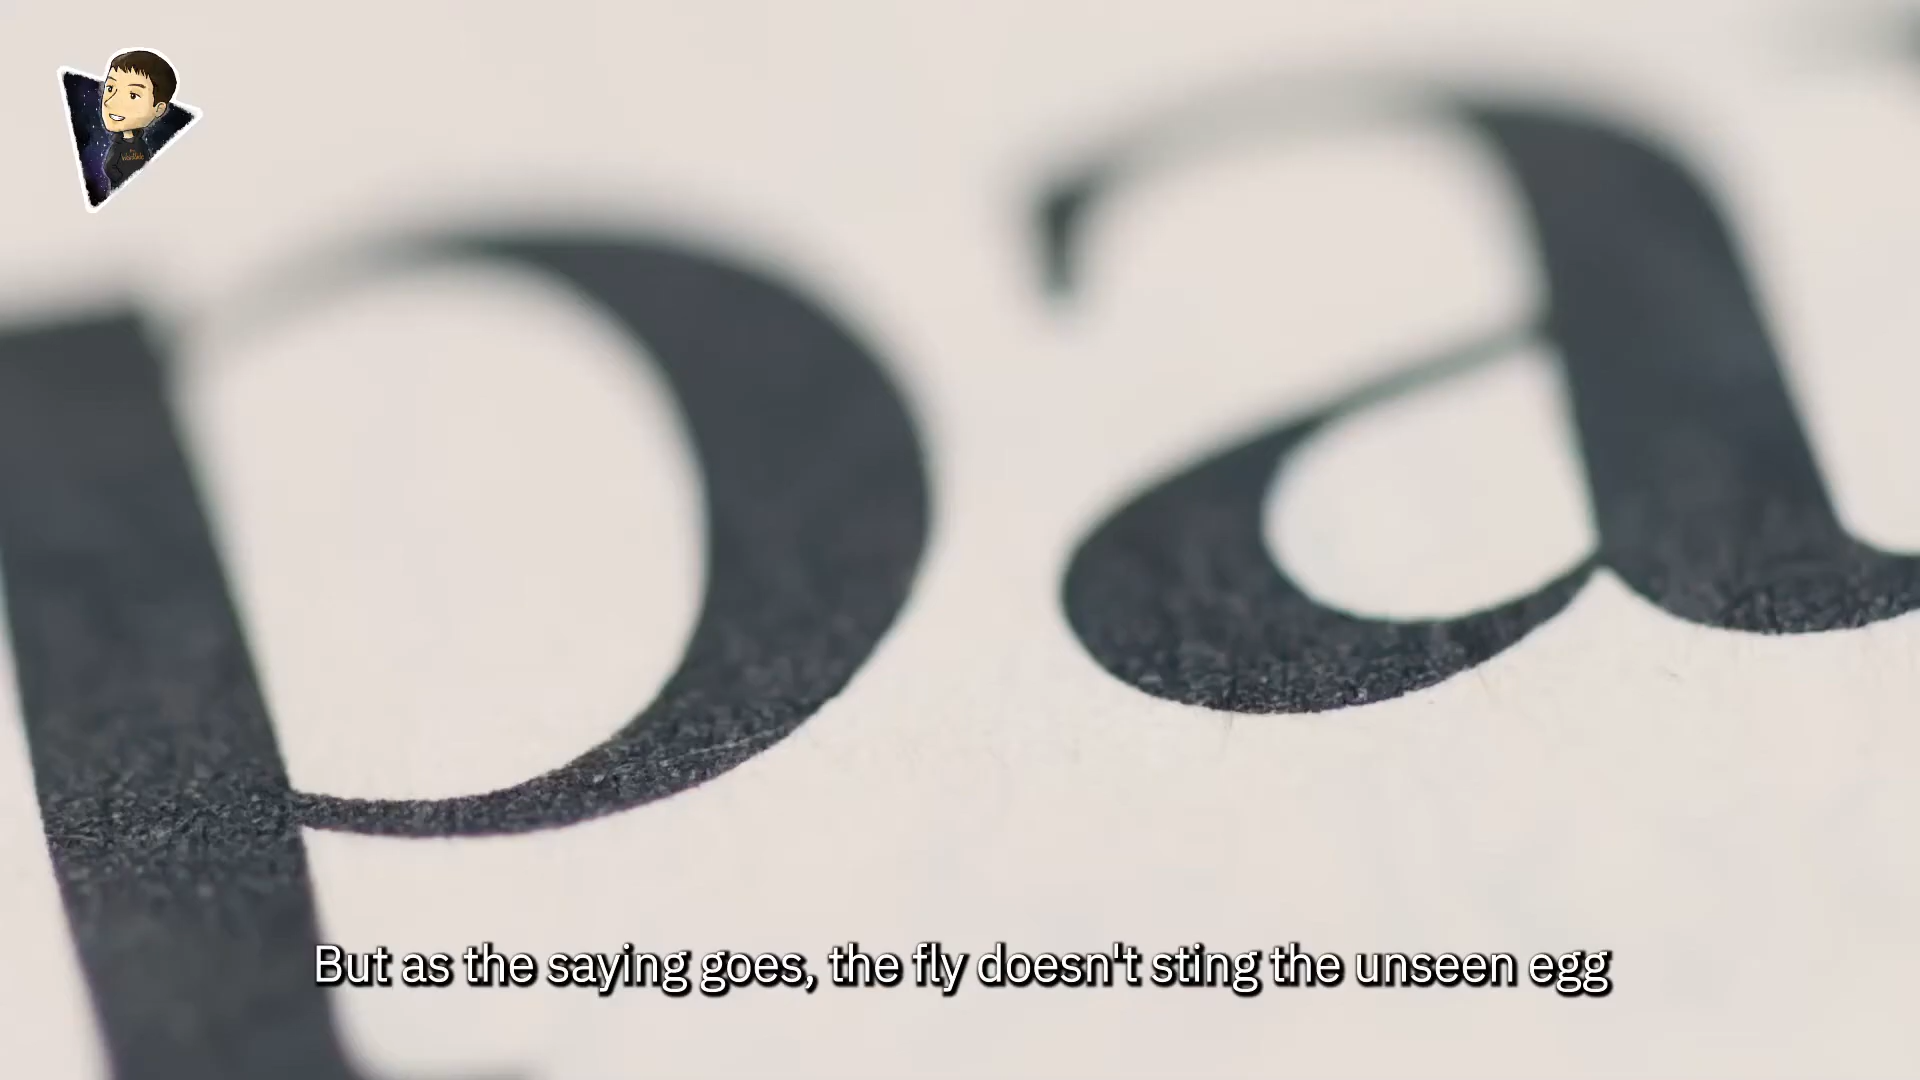 pa
But as the saying goes, the fly doesn't sting the unseen egg